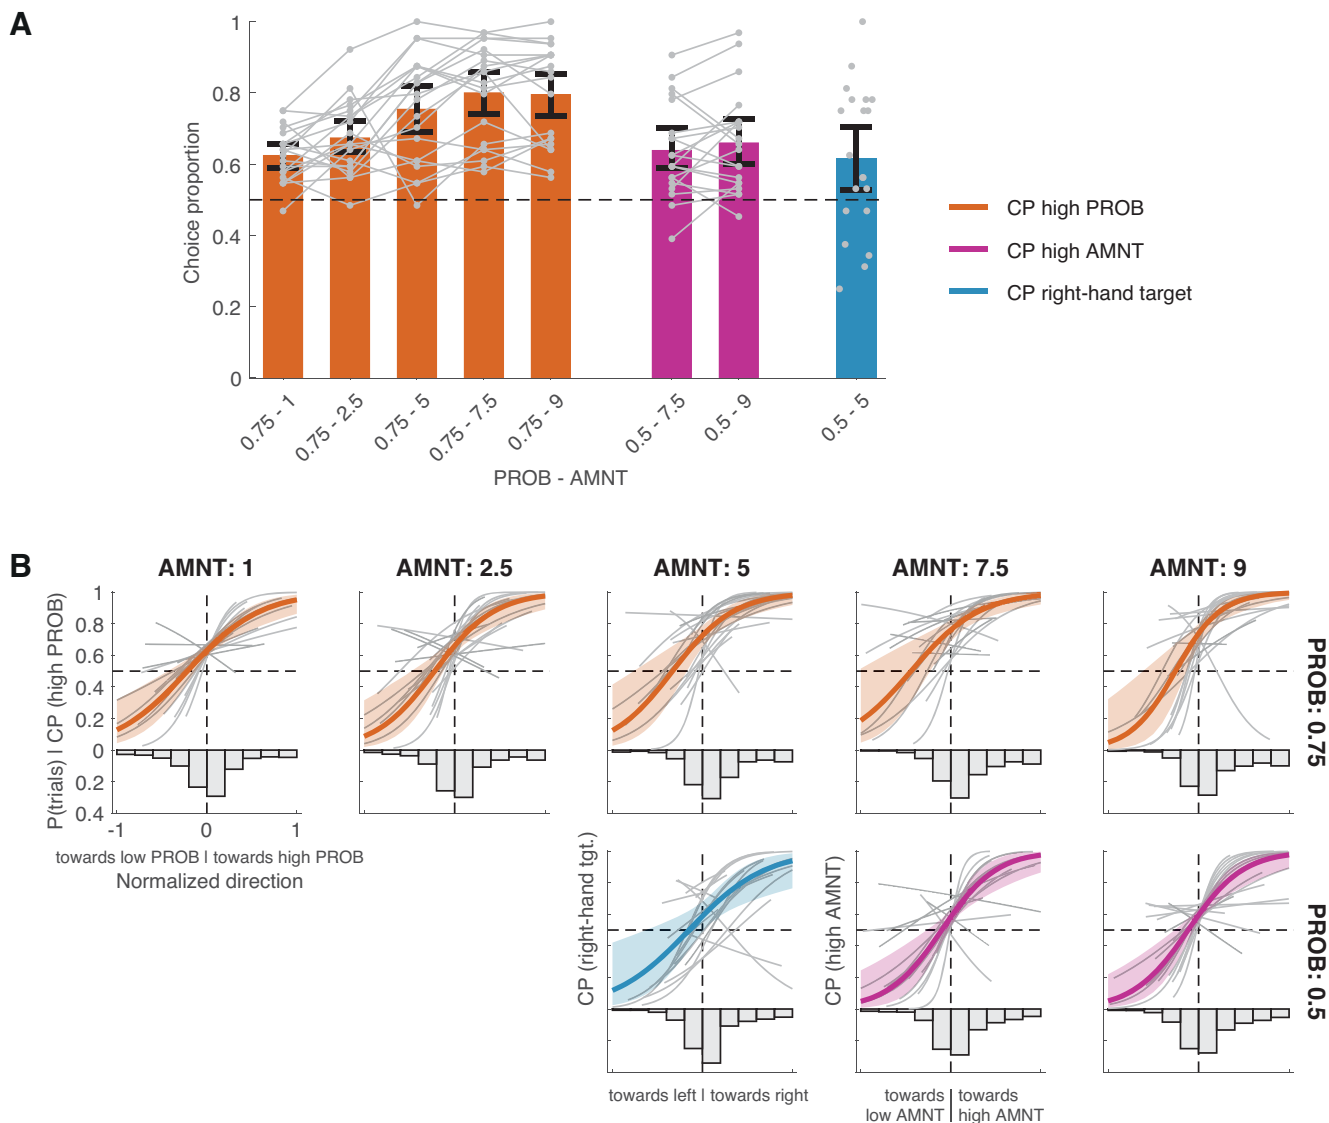 A
1
0.8
0.6
0.4
0.2
0
Choice proportion
0.75 - 1
0.75 - 2.5
0.75 - 5
0.75 - 7.5
0.75 - 9
0.5 - 7.5
0.5 - 9
0.5 - 5
PROB - AMNT
CP high PROB
CP high AMNT
CP right-hand target
B
AMNT: 1
AMNT: 2.5
AMNT: 5
AMNT: 7.5
AMNT: 9
P(trials) | CP (high PROB)
1
0.8
0.6
0.4
0.2
0
0.2
0.4
-1
0
1
towards low PROB | towards high PROB
Normalized direction
PROB: 0.75
CP (right-hand tgt.)
CP (high AMNT)
PROB: 0.5
towards left | towards right
towards | towards
low AMNT | high AMNT